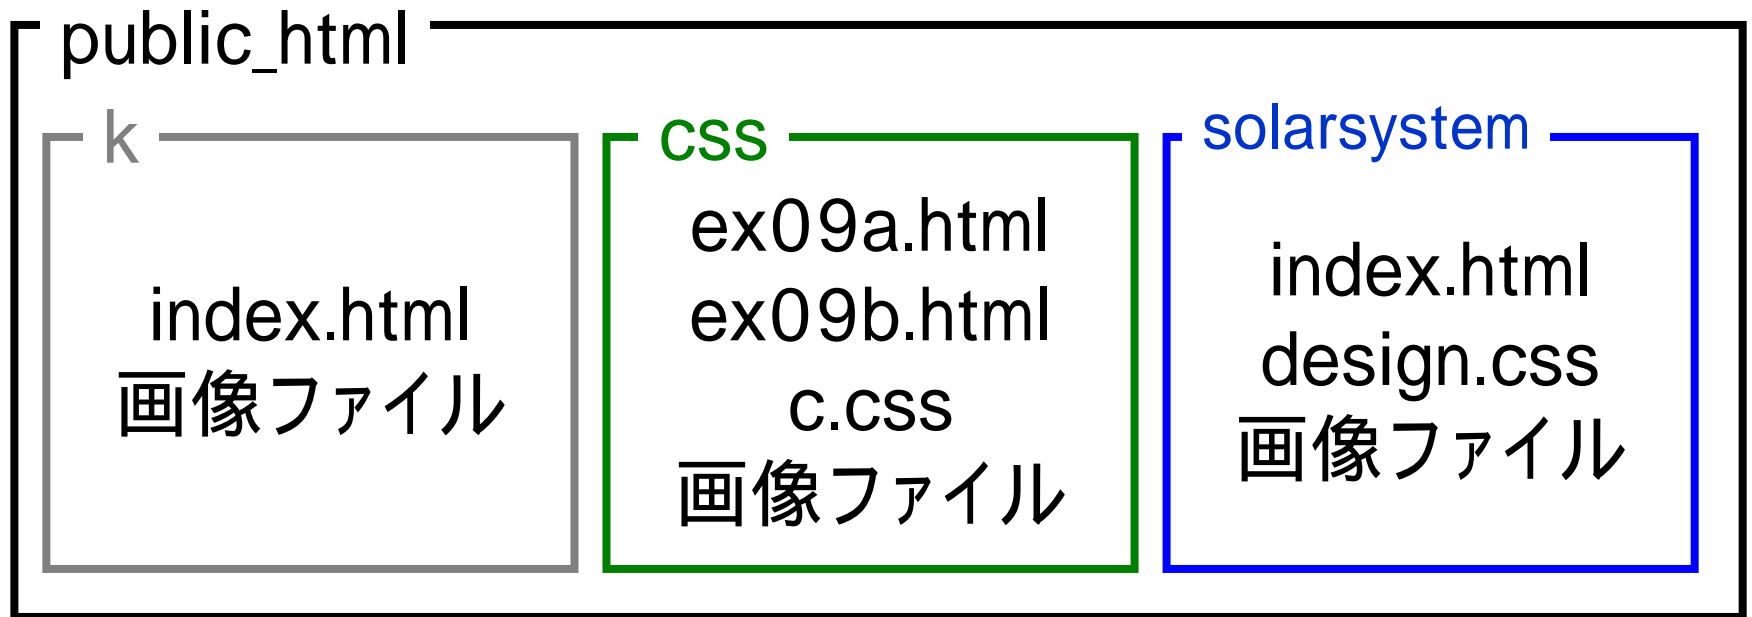 public_html
k
index.html
画像ファイル
css
ex09a.html
ex09b.html
c.css
画像ファイル
solarsystem
index.html
design.css
画像ファイル